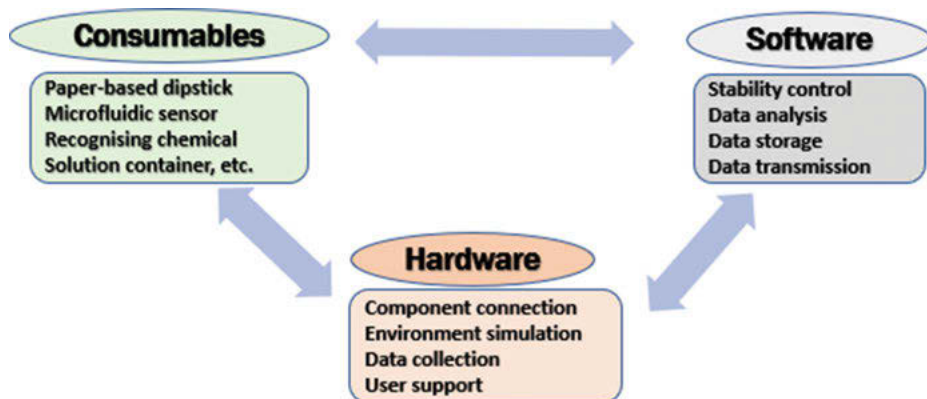 Consumables
Paper-based dipstick
Microfluidic sensor
Recognising chemical
Solution container, etc.
Software
Stability control
Data analysis
Data storage
Data transmission
Hardware
Component connection
Environment simulation
Data collection
User support